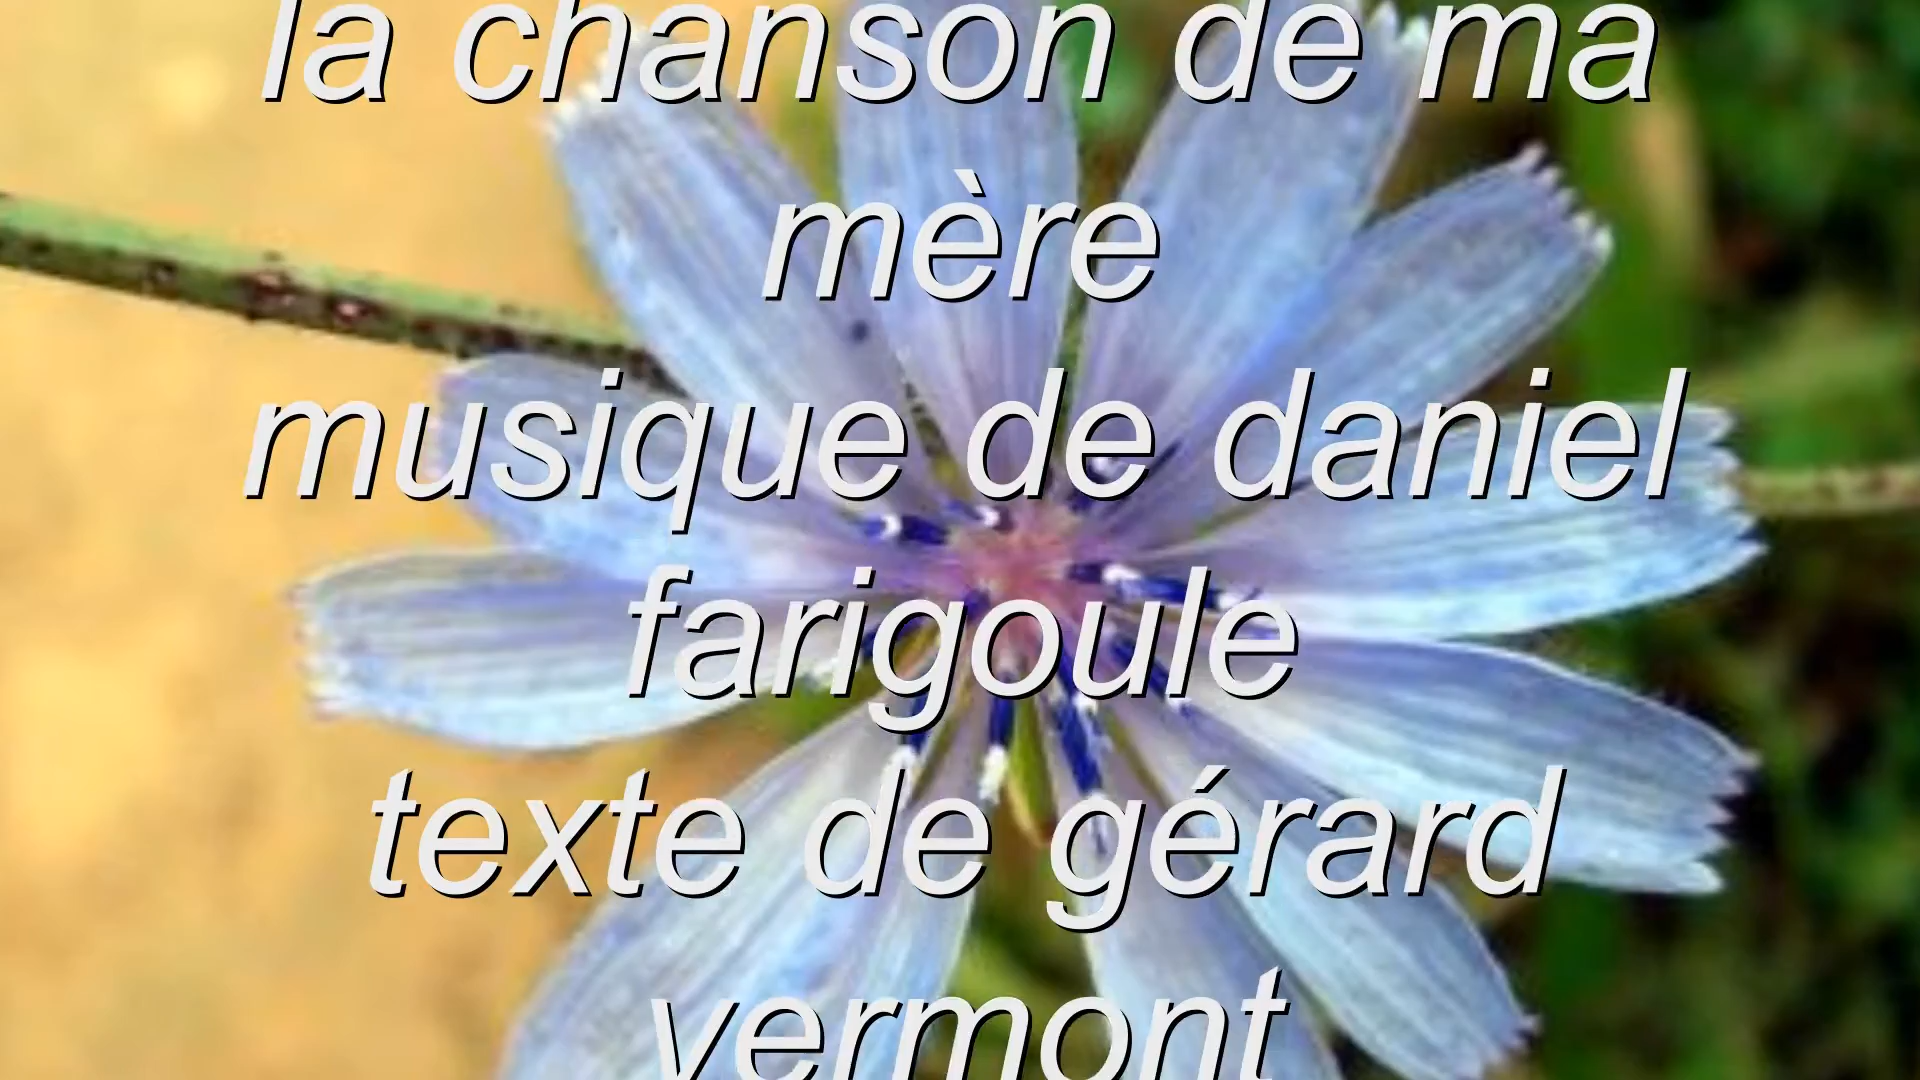 la chanson de ma
mère
musique de daniel
farigoule
texte de gérard
vermont